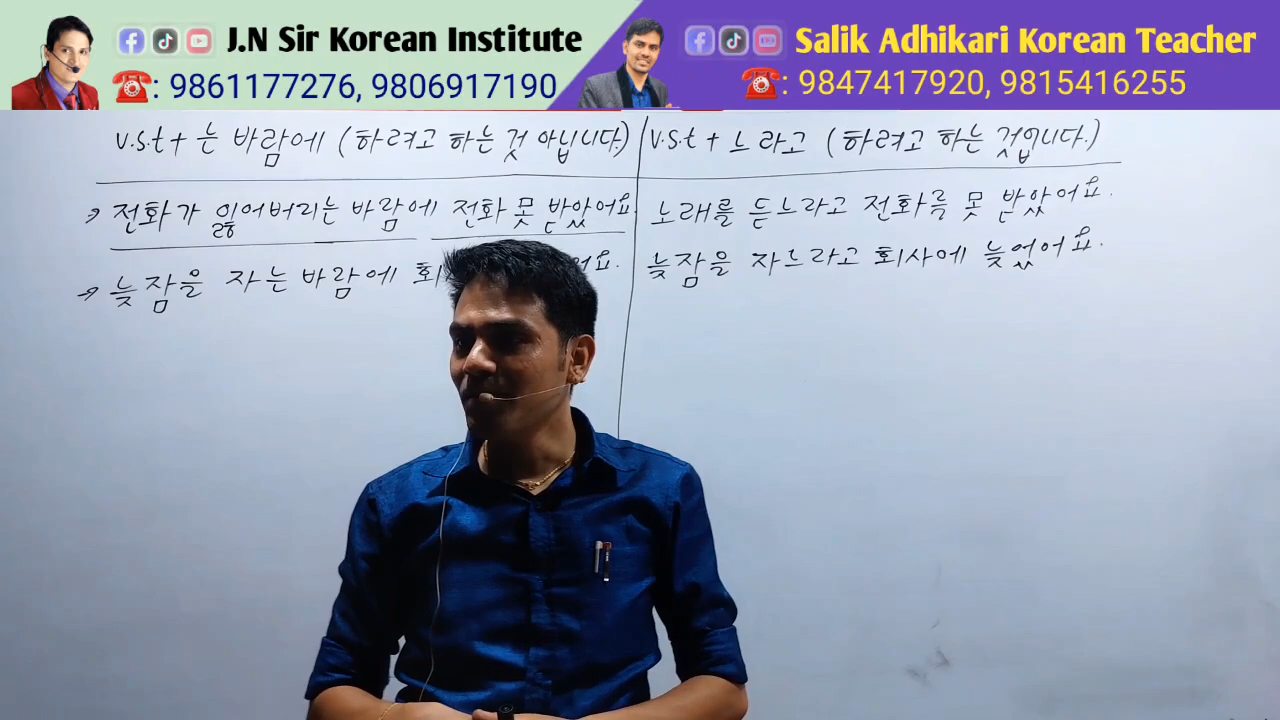 J.N Sir Korean Institute
☎: 9861177276, 9806917190
Salik Adhikari Korean Teacher
☎: 9847417920, 9815416255
v.s.t + 는 바람에 (하려고 하는 것 아닙니다.)
전화가 잃어버리는 바람에 전화 못 받았어요.
늦잠을 자는 바람에 회 어요.
v.s.t + 느라고 (하려고 하는 것입니다.)
노래를 듣느라고 전화를 못 받았어요.
늦잠을 자느라고 회사에 늦었어요.